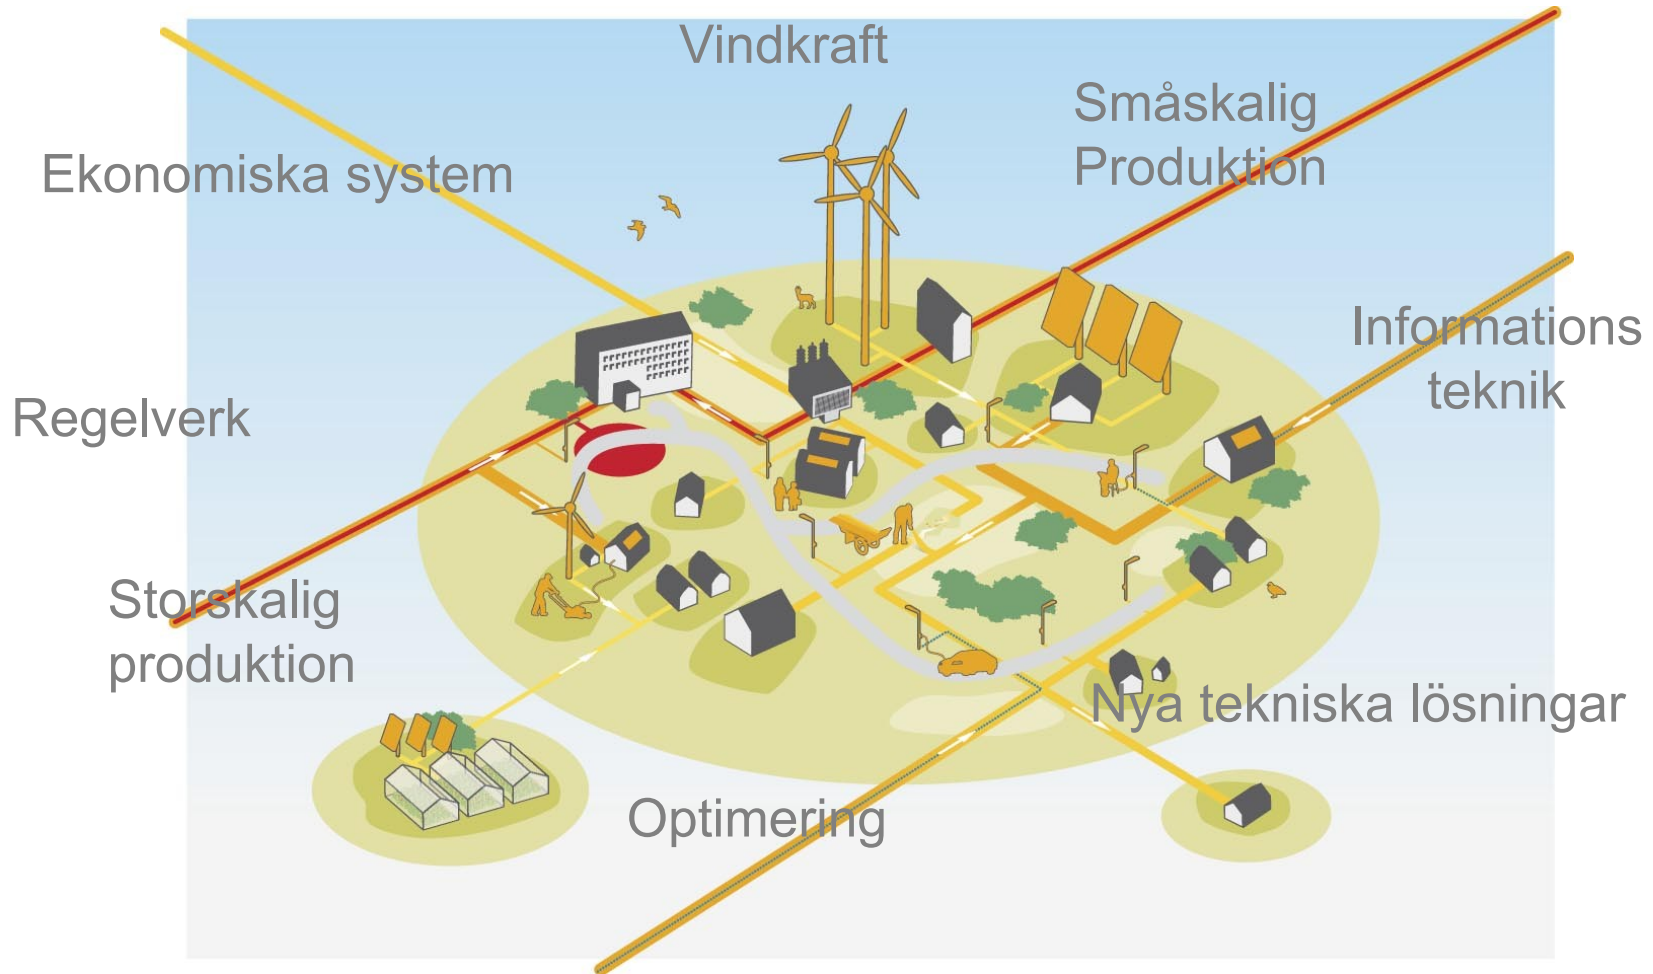 Vindkraft
Småskalig
Produktion
Ekonomiska system
Informations
teknik
Regelverk
Storskalig
produktion
Nya tekniska lösningar
Optimering